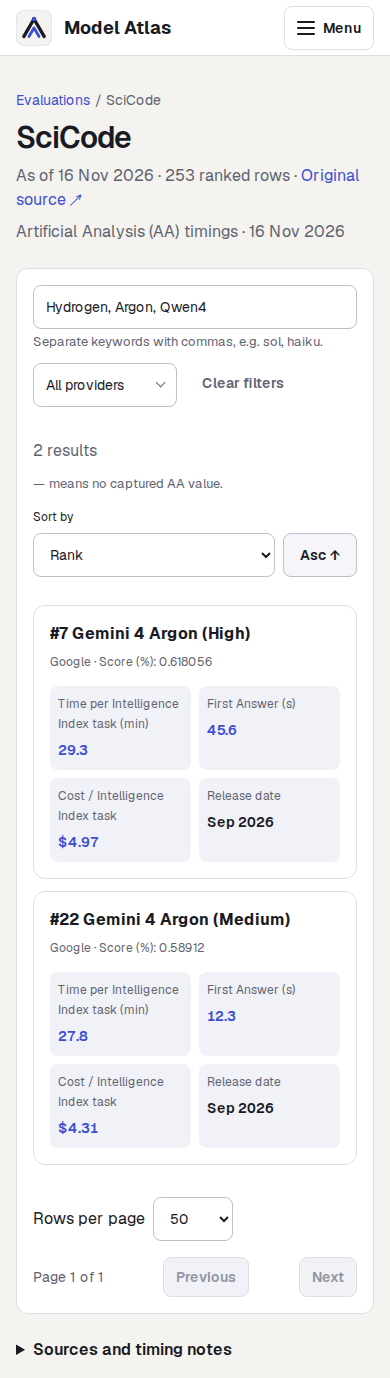 Model Atlas
Menu
Evaluations / SciCode
SciCode
As of 16 Nov 2026 · 253 ranked rows · Original
source ↗
Artificial Analysis (AA) timings · 16 Nov 2026
Hydrogen, Argon, Qwen4
Separate keywords with commas, e.g. sol, haiku.
All providers
Clear filters
2 results
— means no captured AA value.
Sort by
Rank
Asc ↑
#7 Gemini 4 Argon (High)
Google · Score (%): 0.618056
Time per Intelligence
Index task (min)
29.3
First Answer (s)
45.6
Cost / Intelligence
Index task
$4.97
Release date
Sep 2026
#22 Gemini 4 Argon (Medium)
Google · Score (%): 0.58912
Time per Intelligence
Index task (min)
27.8
First Answer (s)
12.3
Cost / Intelligence
Index task
$4.31
Release date
Sep 2026
Rows per page
50
Page 1 of 1
Previous
Next
▶ Sources and timing notes